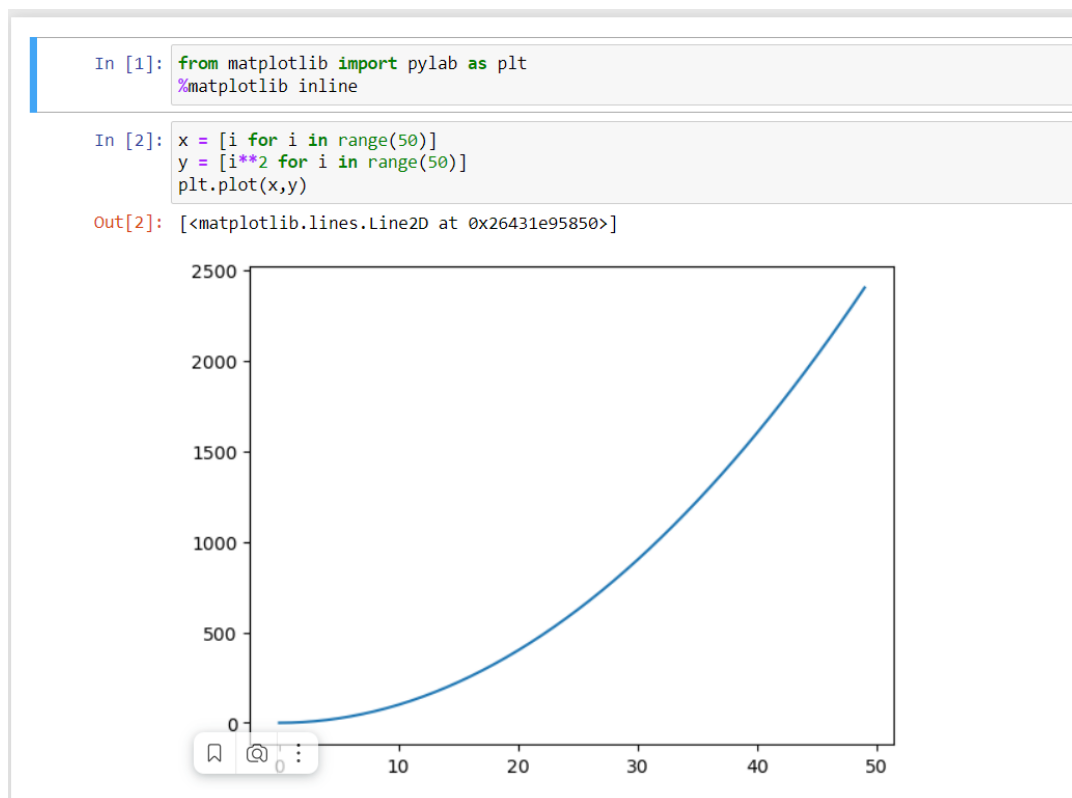 In [1]: from matplotlib import pylab as plt
%matplotlib inline
In [2]: x = [i for i in range(50)]
y = [i**2 for i in range(50)]
plt.plot(x,y)
Out[2]: [<matplotlib.lines.Line2D at 0x26431e95850>]
2500
2000
1500
1000
500
0
0 10 20 30 40 50